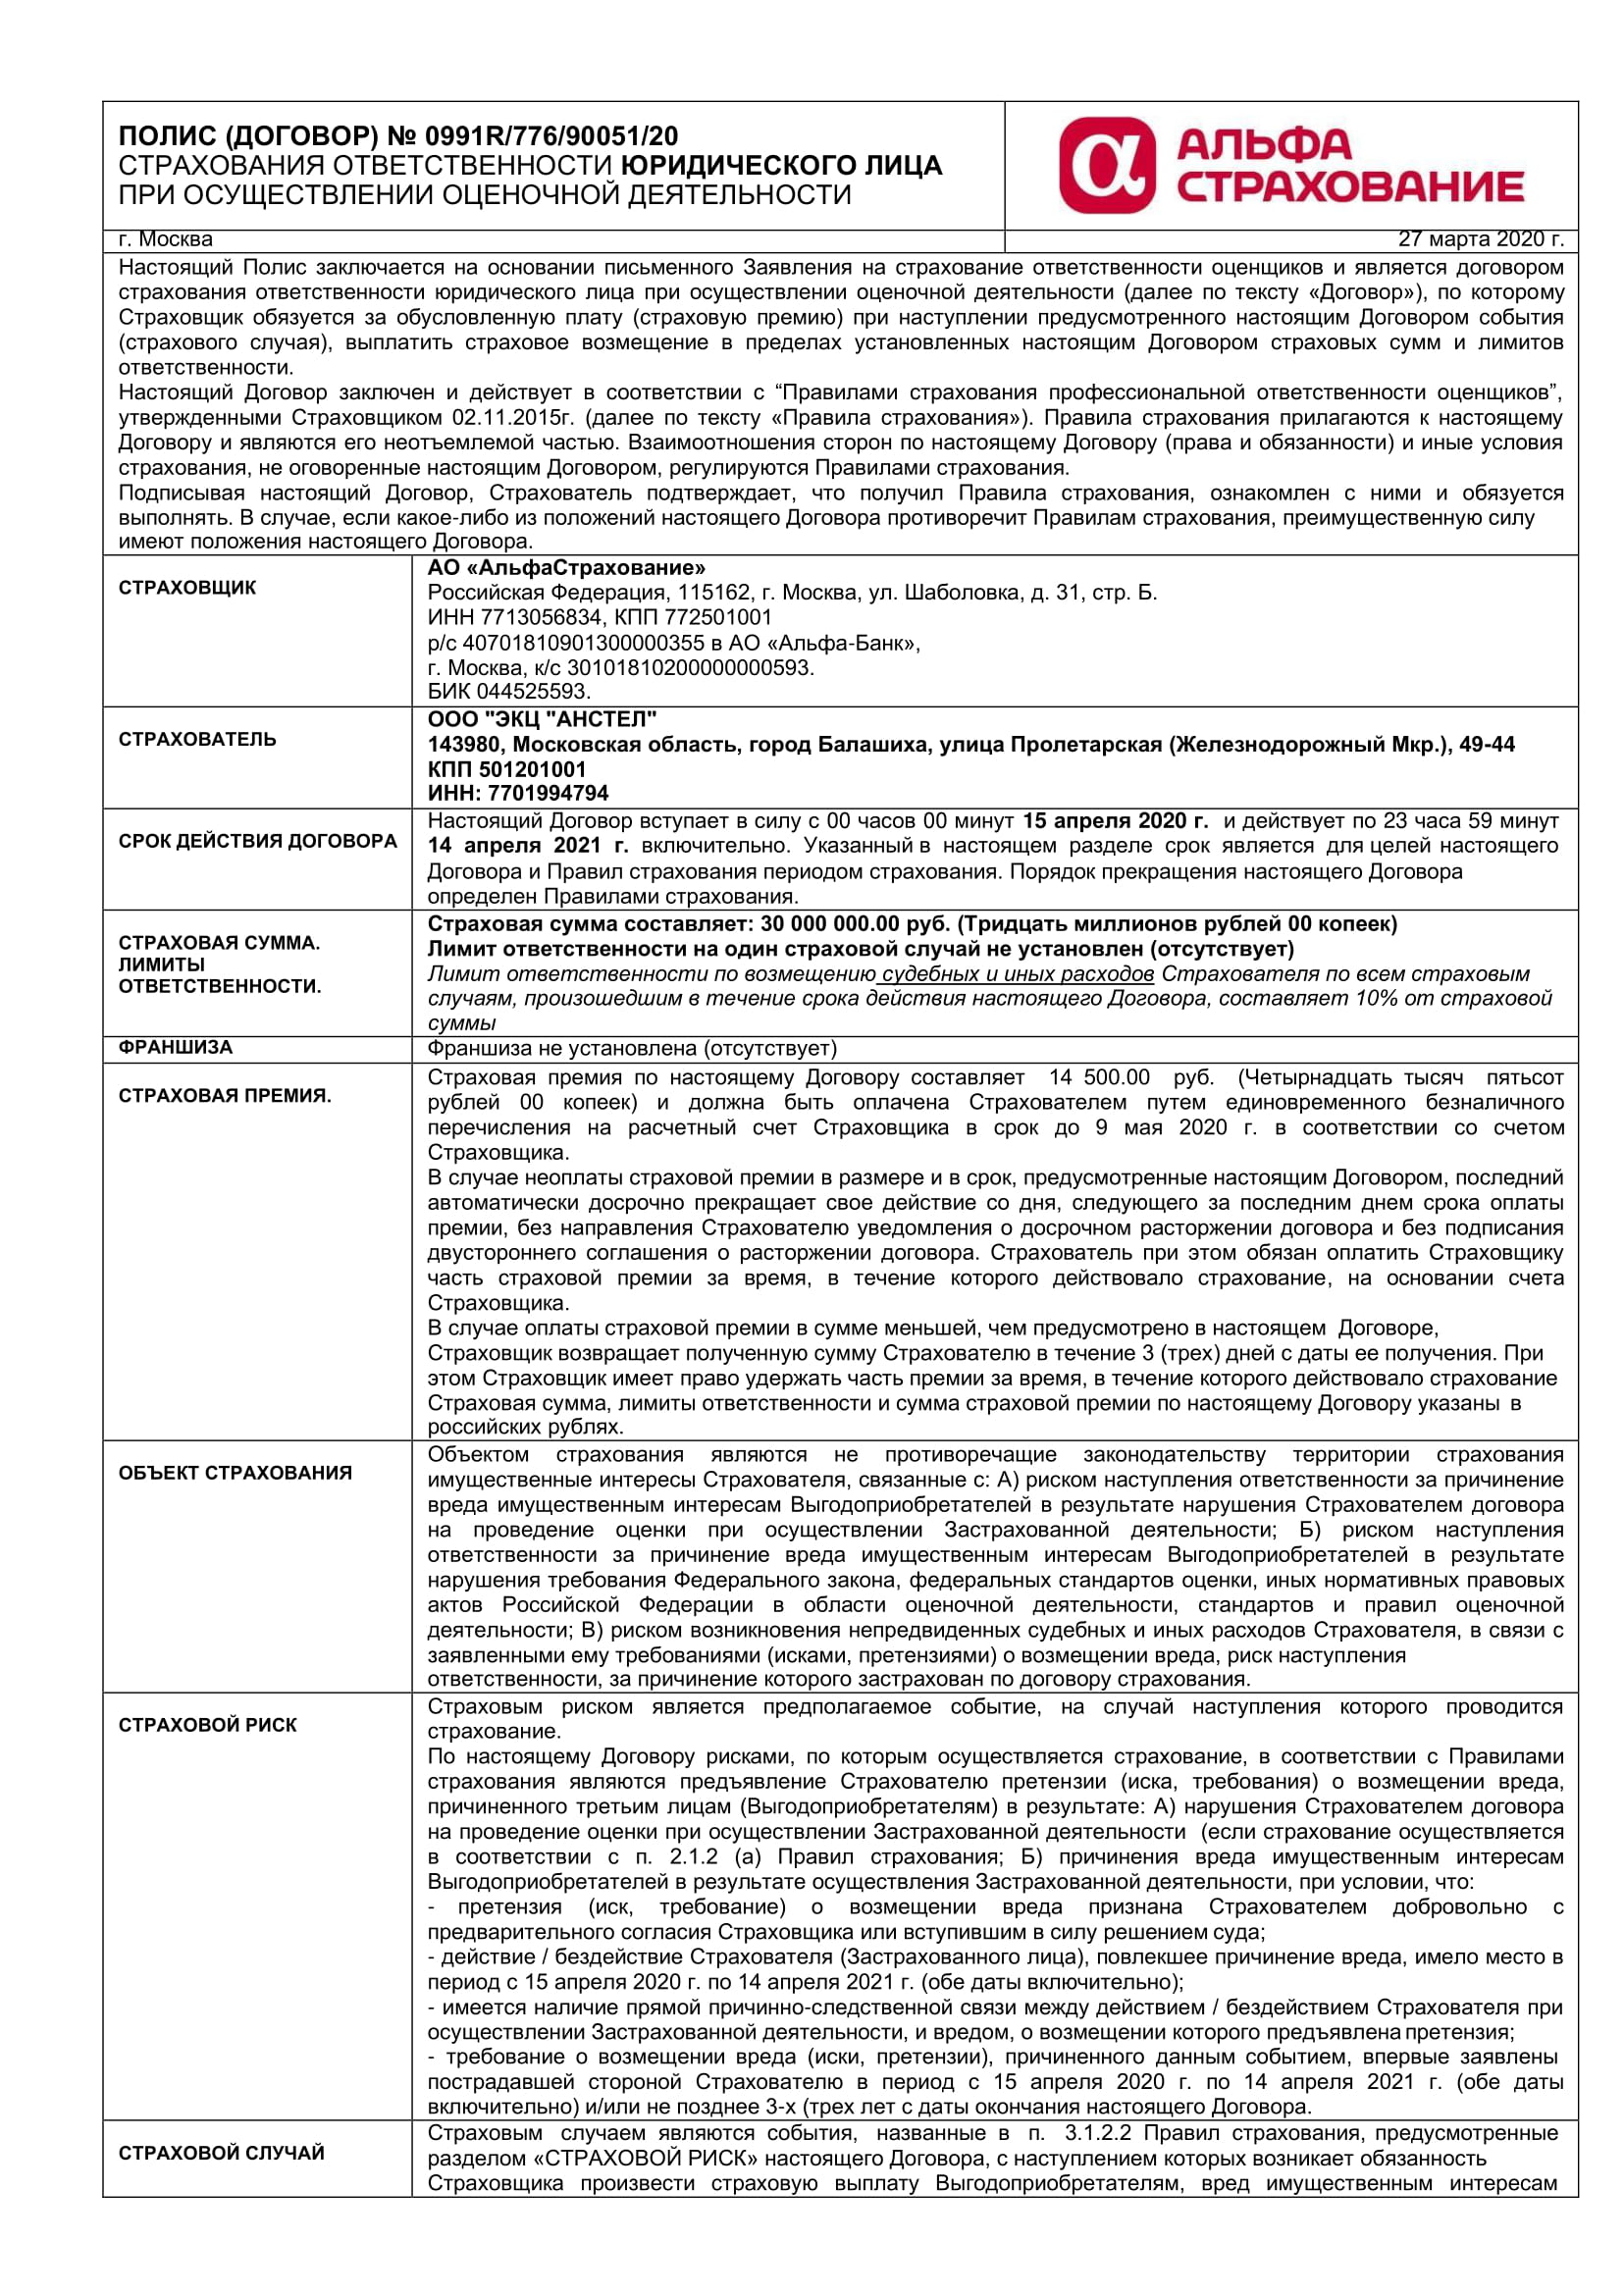 ПОЛИС (ДОГОВОР) № 0991R/776/90051/20
СТРАХОВАНИЯ ОТВЕТСТВЕННОСТИ ЮРИДИЧЕСКОГО ЛИЦА
ПРИ ОСУЩЕСТВЛЕНИИ ОЦЕНОЧНОЙ ДЕЯТЕЛЬНОСТИ
АЛЬФА
СТРАХОВАНИЕ
г. Москва
27 марта 2020 г.
Настоящий Полис заключается на основании письменного Заявления на страхование ответственности оценщиков и является договором
страхования ответственности юридического лица при осуществлении оценочной деятельности (далее по тексту «Договор»), по которому
Страховщик обязуется за обусловленную плату (страховую премию) при наступлении предусмотренного настоящим Договором события
(страхового случая), выплатить страховое возмещение в пределах установленных настоящим Договором страховых сумм и лимитов
ответственности.
Настоящий Договор заключен и действует в соответствии с “Правилами страхования профессиональной ответственности оценщиков”,
утвержденными Страховщиком 02.11.2015г. (далее по тексту «Правила страхования»). Правила страхования прилагаются к настоящему
Договору и являются его неотъемлемой частью. Взаимоотношения сторон по настоящему Договору (права и обязанности) и иные условия
страхования, не оговоренные настоящим Договором, регулируются Правилами страхования.
Подписывая настоящий Договор, Страхователь подтверждает, что получил Правила страхования, ознакомлен с ними и обязуется
выполнять. В случае, если какое-либо из положений настоящего Договора противоречит Правилам страхования, преимущественную силу
имеют положения настоящего Договора.
СТРАХОВЩИК
АО «АльфаСтрахование»
Российская Федерация, 115162, г. Москва, ул. Шаболовка, д. 31, стр. Б.
ИНН 7713056834, КПП 772501001
р/с 40701810901300000355 в АО «Альфа-Банк»,
г. Москва, к/с 30101810200000000593.
БИК 044525593.
СТРАХОВАТЕЛЬ
ООО "ЭКЦ "АНСТЕЛ"
143980, Московская область, город Балашиха, улица Пролетарская (Железнодорожный Мкр.), 49-44
КПП 501201001
ИНН: 7701994794
СРОК ДЕЙСТВИЯ ДОГОВОРА
Настоящий Договор вступает в силу с 00 часов 00 минут 15 апреля 2020 г. и действует по 23 часа 59 минут
14 апреля 2021 г. включительно. Указанный в настоящем разделе срок является для целей настоящего
Договора и Правил страхования периодом страхования. Порядок прекращения настоящего Договора
определен Правилами страхования.
СТРАХОВАЯ СУММА.
ЛИМИТЫ
ОТВЕТСТВЕННОСТИ.
Страховая сумма составляет: 30 000 000.00 руб. (Тридцать миллионов рублей 00 копеек)
Лимит ответственности на один страховой случай не установлен (отсутствует)
Лимит ответственности по возмещению судебных и иных расходов Страхователя по всем страховым
случаям, произошедшим в течение срока действия настоящего Договора, составляет 10% от страховой
суммы
ФРАНШИЗА
Франшиза не установлена (отсутствует)
СТРАХОВАЯ ПРЕМИЯ.
Страховая премия по настоящему Договору составляет 14 500.00 руб. (Четырнадцать тысяч пятьсот
рублей 00 копеек) и должна быть оплачена Страхователем путем единовременного безналичного
перечисления на расчетный счет Страховщика в срок до 9 мая 2020 г. в соответствии со счетом
Страховщика.
В случае неоплаты страховой премии в размере и в срок, предусмотренные настоящим Договором, последний
автоматически досрочно прекращает свое действие со дня, следующего за последним днем срока оплаты
премии, без направления Страхователю уведомления о досрочном расторжении договора и без подписания
двустороннего соглашения о расторжении договора. Страхователь при этом обязан оплатить Страховщику
часть страховой премии за время, в течение которого действовало страхование, на основании счета
Страховщика.
В случае оплаты страховой премии в сумме меньшей, чем предусмотрено в настоящем Договоре,
Страховщик возвращает полученную сумму Страхователю в течение 3 (трех) дней с даты ее получения. При
этом Страховщик имеет право удержать часть премии за время, в течение которого действовало страхование
Страховая сумма, лимиты ответственности и сумма страховой премии по настоящему Договору указаны в
российских рублях.
ОБЪЕКТ СТРАХОВАНИЯ
Объектом страхования являются не противоречащие законодательству территории страхования
имущественные интересы Страхователя, связанные с: А) риском наступления ответственности за причинение
вреда имущественным интересам Выгодоприобретателей в результате нарушения Страхователем договора
на проведение оценки при осуществлении Застрахованной деятельности; Б) риском наступления
ответственности за причинение вреда имущественным интересам Выгодоприобретателей в результате
нарушения требования Федерального закона, федеральных стандартов оценки, иных нормативных правовых
актов Российской Федерации в области оценочной деятельности, стандартов и правил оценочной
деятельности; В) риском возникновения непредвиденных судебных и иных расходов Страхователя, в связи с
заявленными ему требованиями (исками, претензиями) о возмещении вреда, риск наступления
ответственности, за причинение которого застрахован по договору страхования.
СТРАХОВОЙ РИСК
Страховым риском является предполагаемое событие, на случай наступления которого проводится
страхование.
По настоящему Договору рисками, по которым осуществляется страхование, в соответствии с Правилами
страхования являются предъявление Страхователю претензии (иска, требования) о возмещении вреда,
причиненного третьим лицам (Выгодоприобретателям) в результате: А) нарушения Страхователем договора
на проведение оценки при осуществлении Застрахованной деятельности (если страхование осуществляется
в соответствии с п. 2.1.2 (а) Правил страхования; Б) причинения вреда имущественным интересам
Выгодоприобретателей в результате осуществления Застрахованной деятельности, при условии, что:
- претензия (иск, требование) о возмещении вреда признана Страхователем добровольно с
предварительного согласия Страховщика или вступившим в силу решением суда;
- действие / бездействие Страхователя (Застрахованного лица), повлекшее причинение вреда, имело место в
период с 15 апреля 2020 г. по 14 апреля 2021 г. (обе даты включительно);
- имеется наличие прямой причинно-следственной связи между действием / бездействием Страхователя при
осуществлении Застрахованной деятельности, и вредом, о возмещении которого предъявлена претензия;
- требование о возмещении вреда (иски, претензии), причиненного данным событием, впервые заявлены
пострадавшей стороной Страхователю в период с 15 апреля 2020 г. по 14 апреля 2021 г. (обе даты
включительно) и/или не позднее 3-х (трех лет с даты окончания настоящего Договора.
СТРАХОВОЙ СЛУЧАЙ
Страховым случаем являются события, названные в п. 3.1.2.2 Правил страхования, предусмотренные
разделом «СТРАХОВОЙ РИСК» настоящего Договора, с наступлением которых возникает обязанность
Страховщика произвести страховую выплату Выгодоприобретателям, вред имущественным интересам